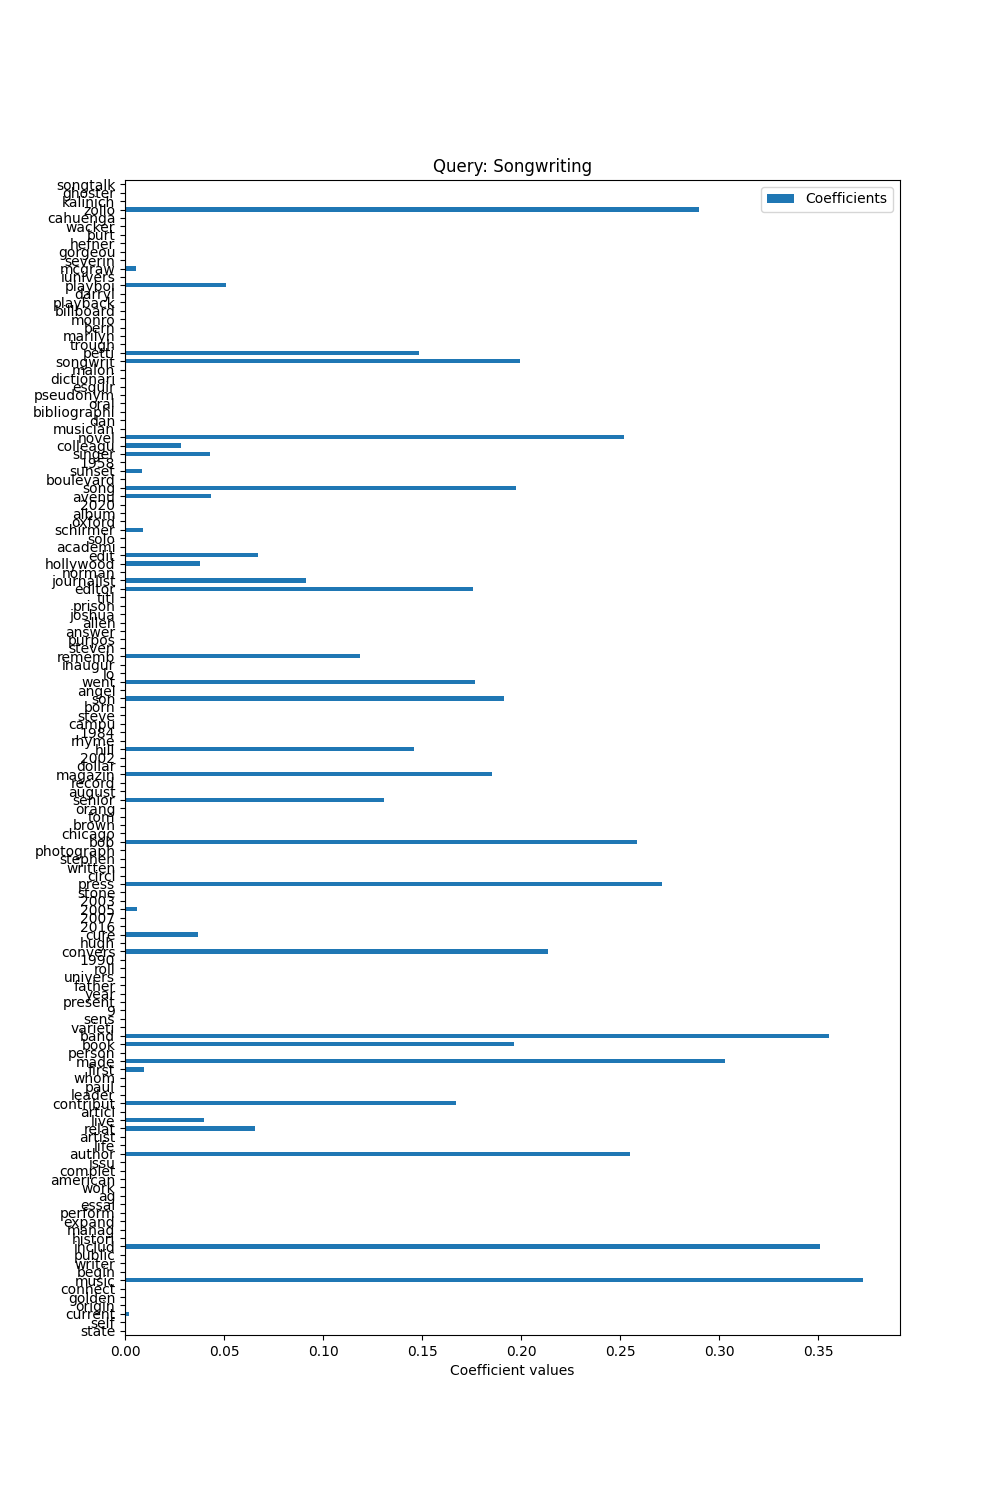 Query: Songwriting
Coefficients
songtalk
ghoster
kalinich
zollo
cahuenga
wacker
burt
hefner
gorgeou
severin
mcgraw
iunivers
playboi
darryl
playback
billboard
monro
bern
marilyn
trough
petti
songwrit
malon
dictionari
esquir
pseudonym
oral
bibliographi
dan
musician
novel
colleagu
singer
1958
sunset
boulevard
song
avenu
2020
album
oxford
schirmer
solo
academi
edit
hollywood
norman
journalist
editor
titl
prison
joshua
allen
answer
purpos
steven
rememb
inaugur
lo
went
angel
son
born
steve
campu
1984
rhyme
hill
2002
dollar
magazin
record
august
senior
orang
tom
brown
chicago
bob
photograph
stephen
written
circl
press
stone
2003
2005
2007
2016
cure
hugh
convers
1990
roll
univers
father
year
present
9
sens
varieti
band
book
person
made
first
whom
paul
leader
contribut
articl
live
relat
artist
life
author
issu
complet
american
work
ag
essai
perform
expand
manag
histori
includ
public
writer
begin
music
connect
golden
origin
current
self
state
0.00 0.05 0.10 0.15 0.20 0.25 0.30 0.35
Coefficient values